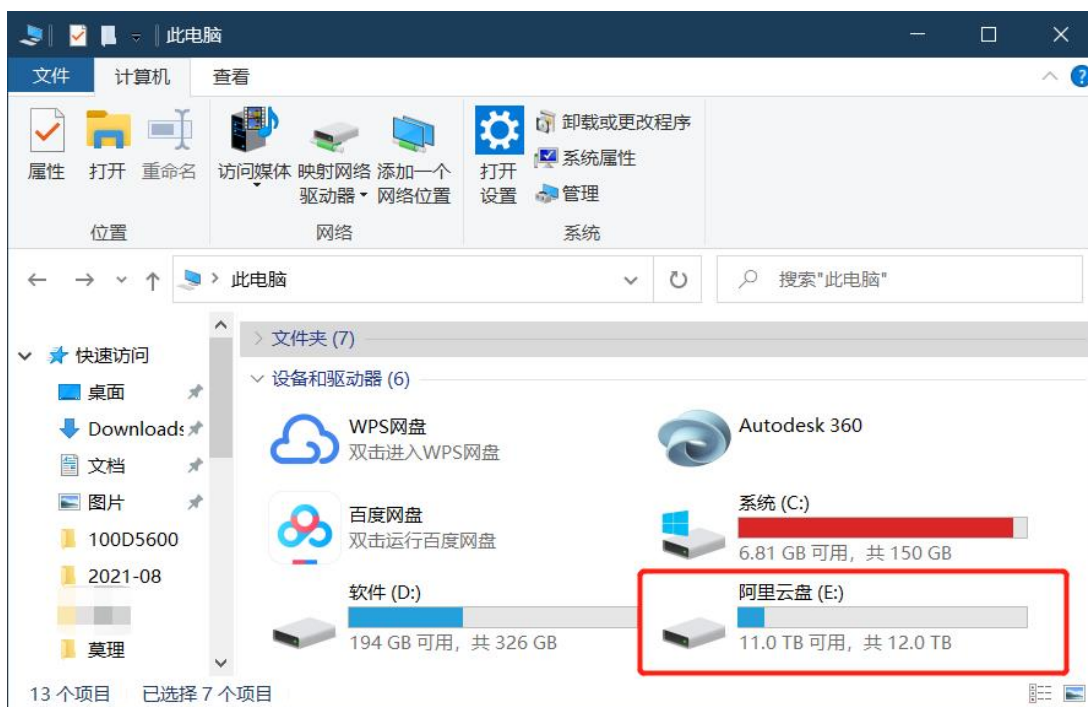 此电脑
文件 计算机 查看
属性 打开 重命名 访问媒体 映射网络驱动器 添加一个网络位置 打开设置 卸载或更改程序
系统属性
管理
位置 网络 系统
此电脑 搜索"此电脑"
快速访问
桌面
Downloads
文档
图片
100D5600
2021-08
莫理
文件夹 (7)
设备和驱动器 (6)
WPS网盘
双击进入WPS网盘
Autodesk 360
百度网盘
双击运行百度网盘
系统 (C:)
6.81 GB 可用, 共 150 GB
软件 (D:)
194 GB 可用, 共 326 GB
阿里云盘 (E:)
11.0 TB 可用, 共 12.0 TB
13 个项目 已选择 7 个项目